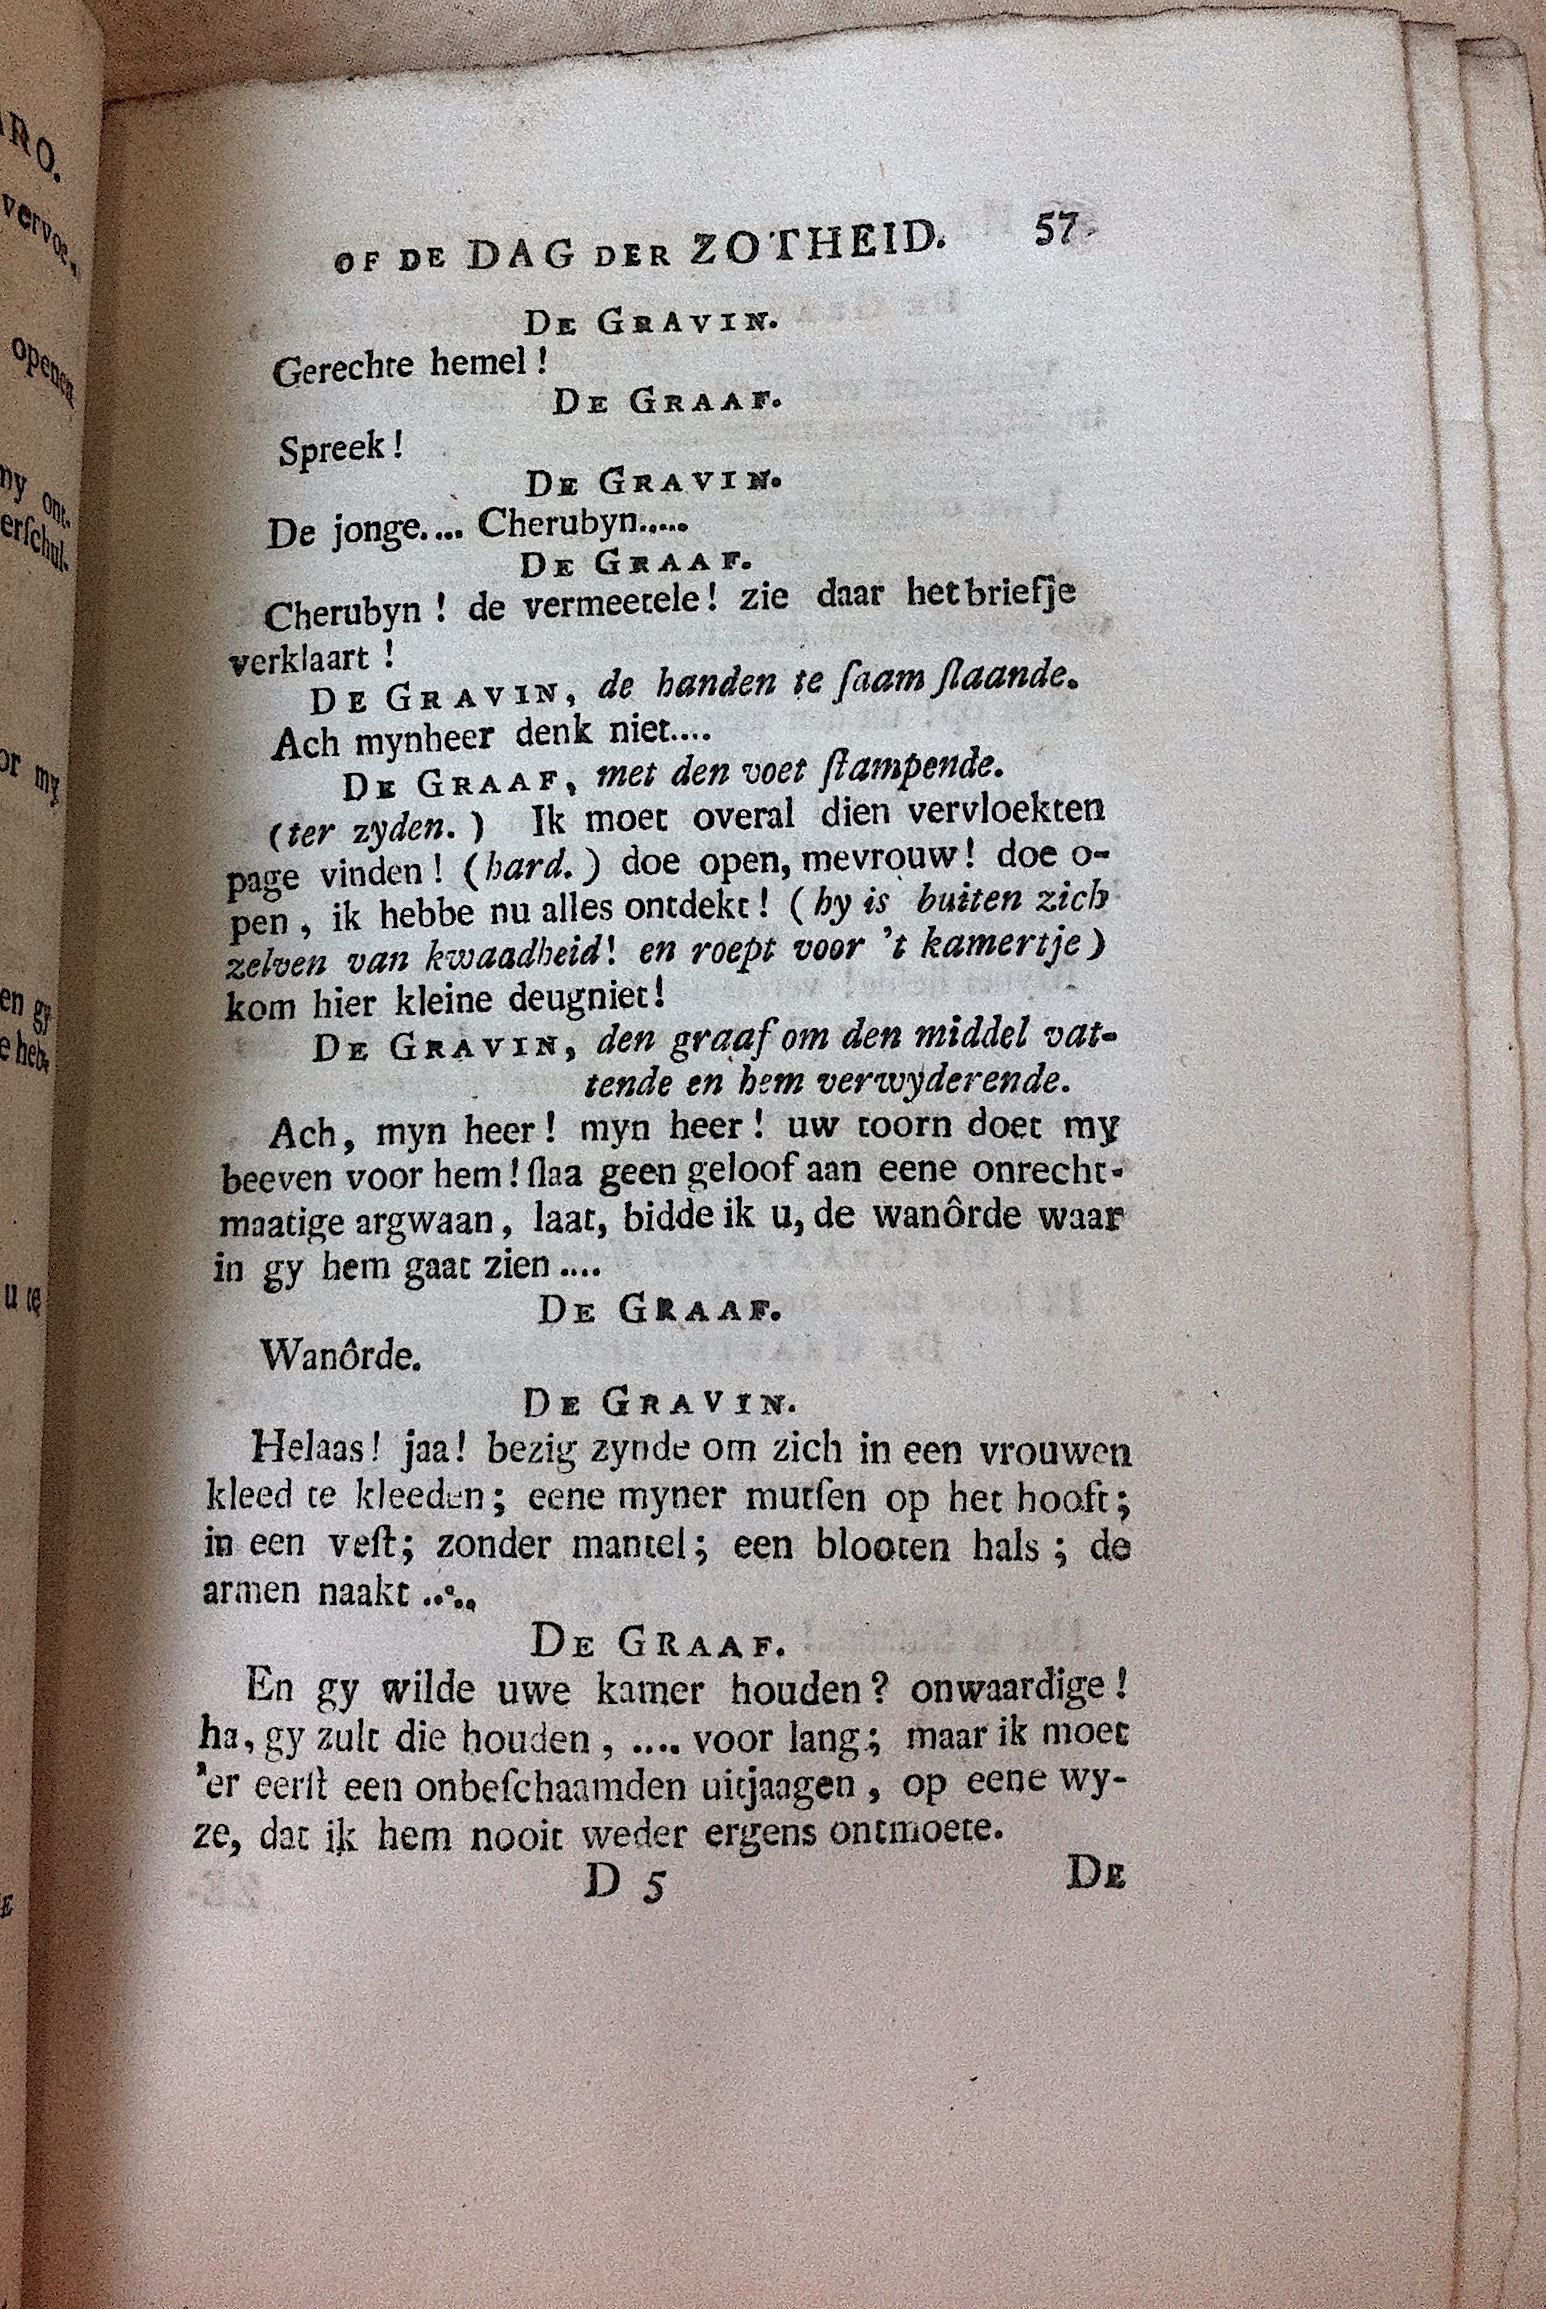 OF DE DAG DER ZOTHEID. 57
DE GRAVIN.
Gerechte hemel!
DE GRAAF.
Spreek!
DE GRAVIN.
De jonge.... Cherubyn.....
DE GRAAF.
Cherubyn! de vermeetele! zie daar het briefje
verklaart!
DE GRAVIN, de handen te ſaam ſlaande.
Ach mynheer denk niet....
DE GRAAF, met den voet ſtampende.
(ter zyden.) Ik moet overal dien vervloekten
page vinden! (hard.) doe open, mevrouw! doe o-
pen, ik hebbe nu alles ontdekt! (hy is buiten zich
zelven van kwaadheid! en roept voor 't kamertje)
kom hier kleine deugniet!
DE GRAVIN, den graaf om den middel vat-
tende en hem verwyderende.
Ach, myn heer! myn heer! uw toorn doet my
beeven voor hem! ſlaa geen geloof aan eene onrecht-
maatige argwaan, laat, bidde ik u, de wanôrde waar
in gy hem gaat zien....
DE GRAAF.
Wanôrde.
DE GRAVIN.
Helaas! jaa! bezig zynde om zich in een vrouwen
kleed te kleeden; eene myner mutſen op het hooft;
in een veſt; zonder mantel; een blooten hals; de
armen naakt.....
DE GRAAF.
En gy wilde uwe kamer houden? onwaardige!
ha, gy zult die houden, .... voor lang; maar ik moet
'er eerſt een onbeſchaamden uitjaagen, op eene wy-
ze, dat ik hem nooit weder ergens ontmoete.
D 5 DE